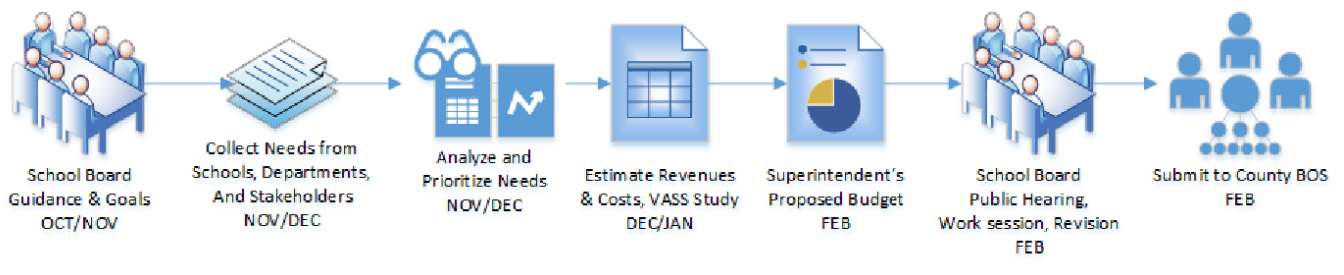 School Board
Guidance & Goals
OCT/NOV
Collect Needs from
Schools, Departments,
And Stakeholders
NOV/DEC
Analyze and
Prioritize Needs
NOV/DEC
Estimate Revenues
& Costs, VASS Study
DEC/JAN
Superintendent's
Proposed Budget
FEB
School Board
Public Hearing,
Work session, Revision
FEB
Submit to County BOS
FEB